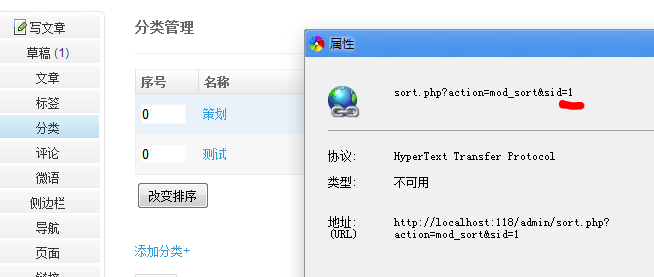 写文章
草稿 (1)
文章
标签
分类
评论
微语
侧边栏
导航
页面
分类管理
序号 名称
0 策划
0 测试
改变排序
添加分类+
属性
sort.php?action=mod_sort&sid=1
协议: HyperText Transfer Protocol
类型: 不可用
地址: http://localhost:118/admin/sort.php?
(URL) action=mod_sort&sid=1